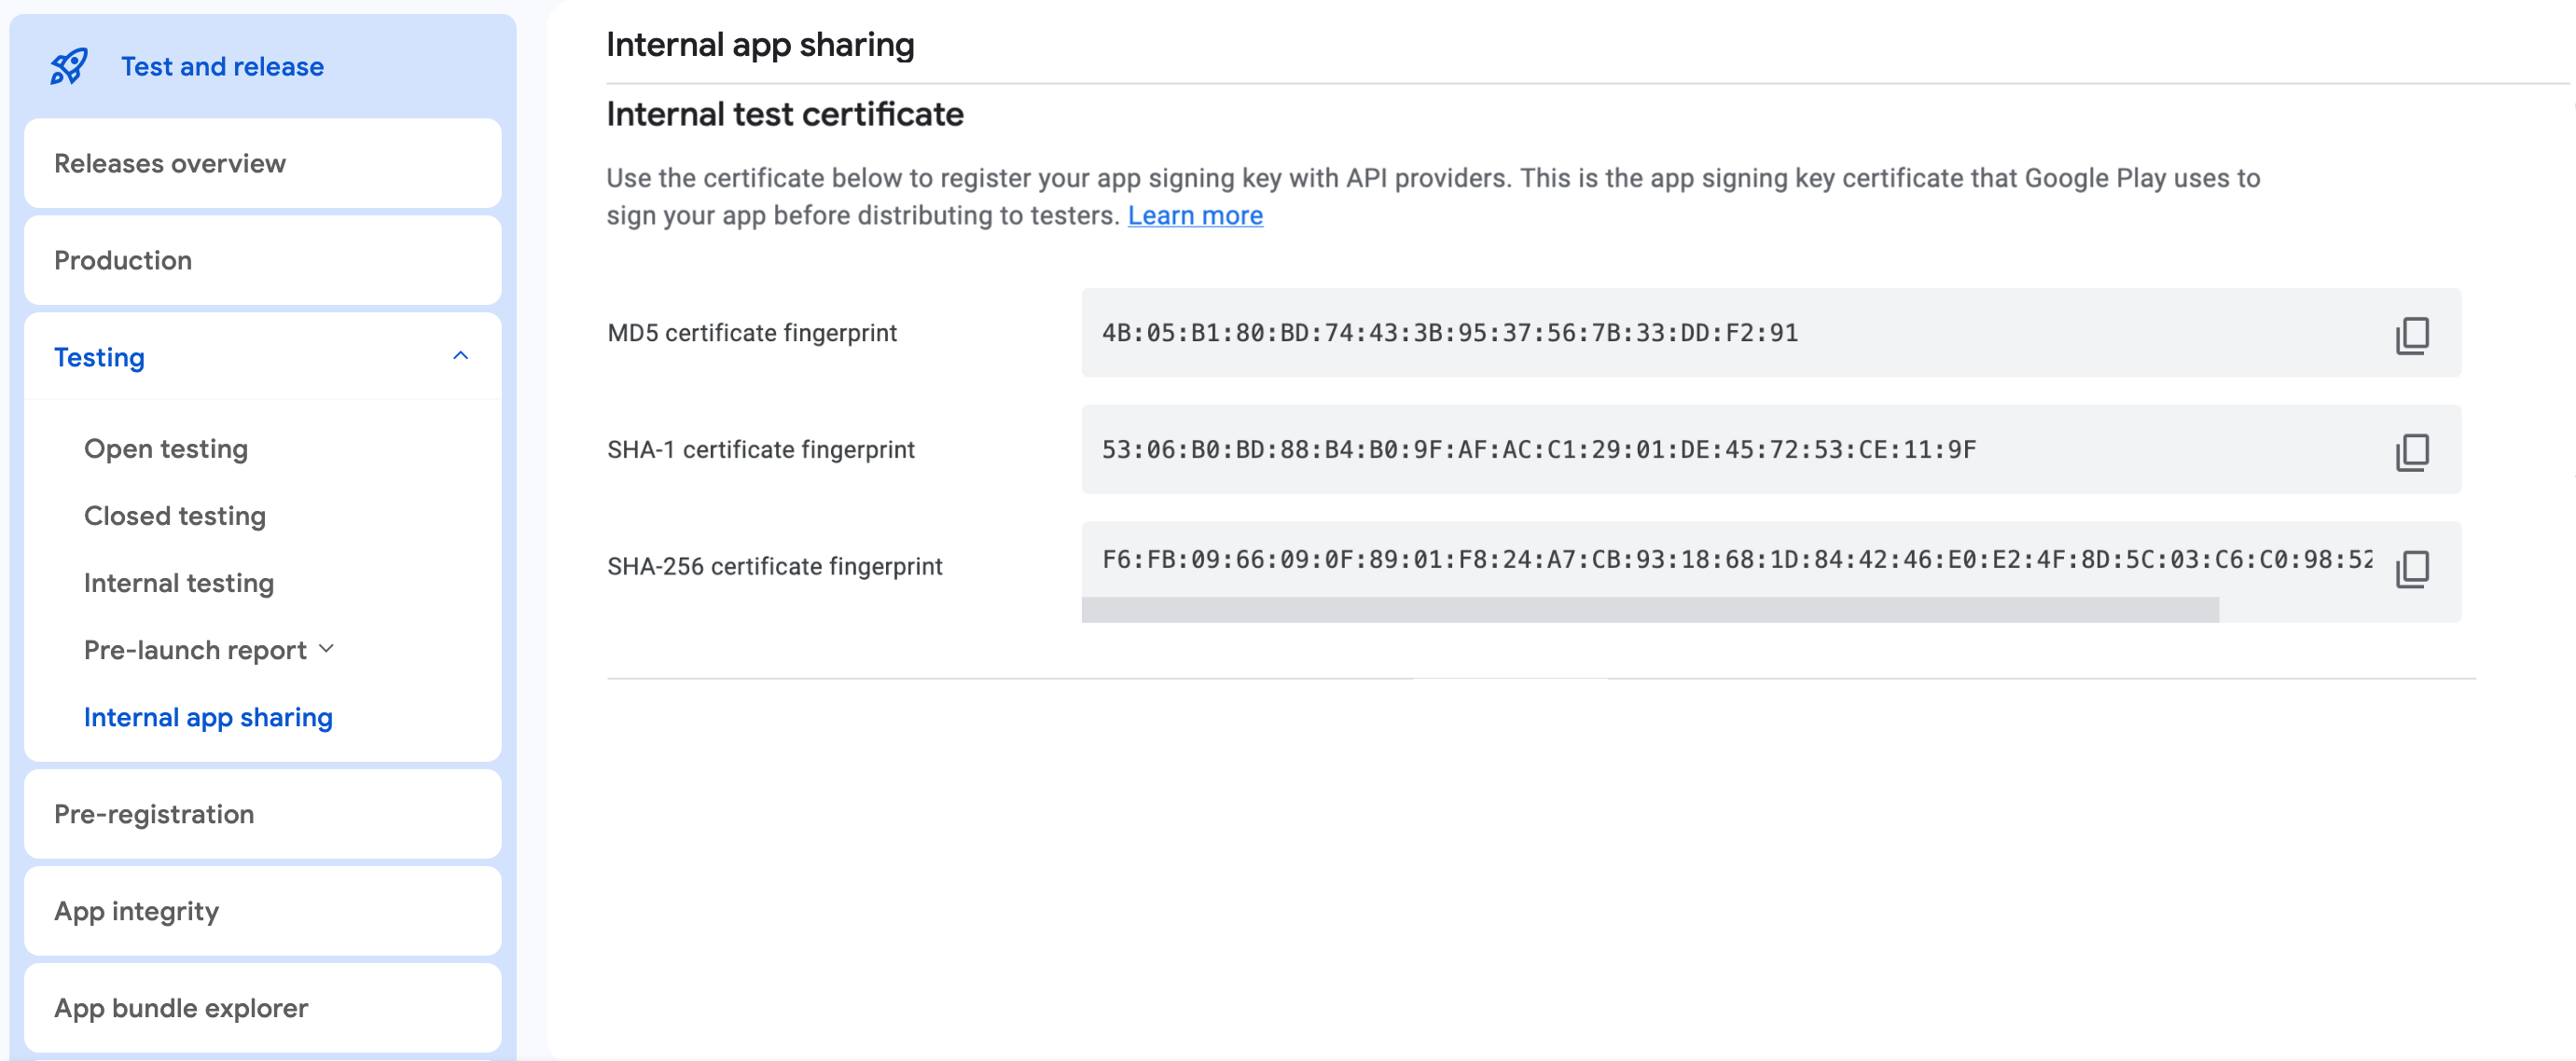 Test and release
Releases overview
Production
Testing
Open testing
Closed testing
Internal testing
Pre-launch report
Internal app sharing
Pre-registration
App integrity
App bundle explorer
Internal app sharing
Internal test certificate
Use the certificate below to register your app signing key with API providers. This is the app signing key certificate that Google Play uses to
sign your app before distributing to testers. Learn more
MD5 certificate fingerprint
4B:05:B1:80:BD:74:43:3B:95:37:56:7B:33:DD:F2:91
SHA-1 certificate fingerprint
53:06:B0:BD:88:B4:B0:9F:AF:AC:C1:29:01:DE:45:72:53:CE:11:9F
SHA-256 certificate fingerprint
F6:FB:09:66:09:0F:89:01:F8:24:A7:CB:93:18:68:1D:84:42:46:E0:E2:4F:8D:5C:03:C6:C0:98:52